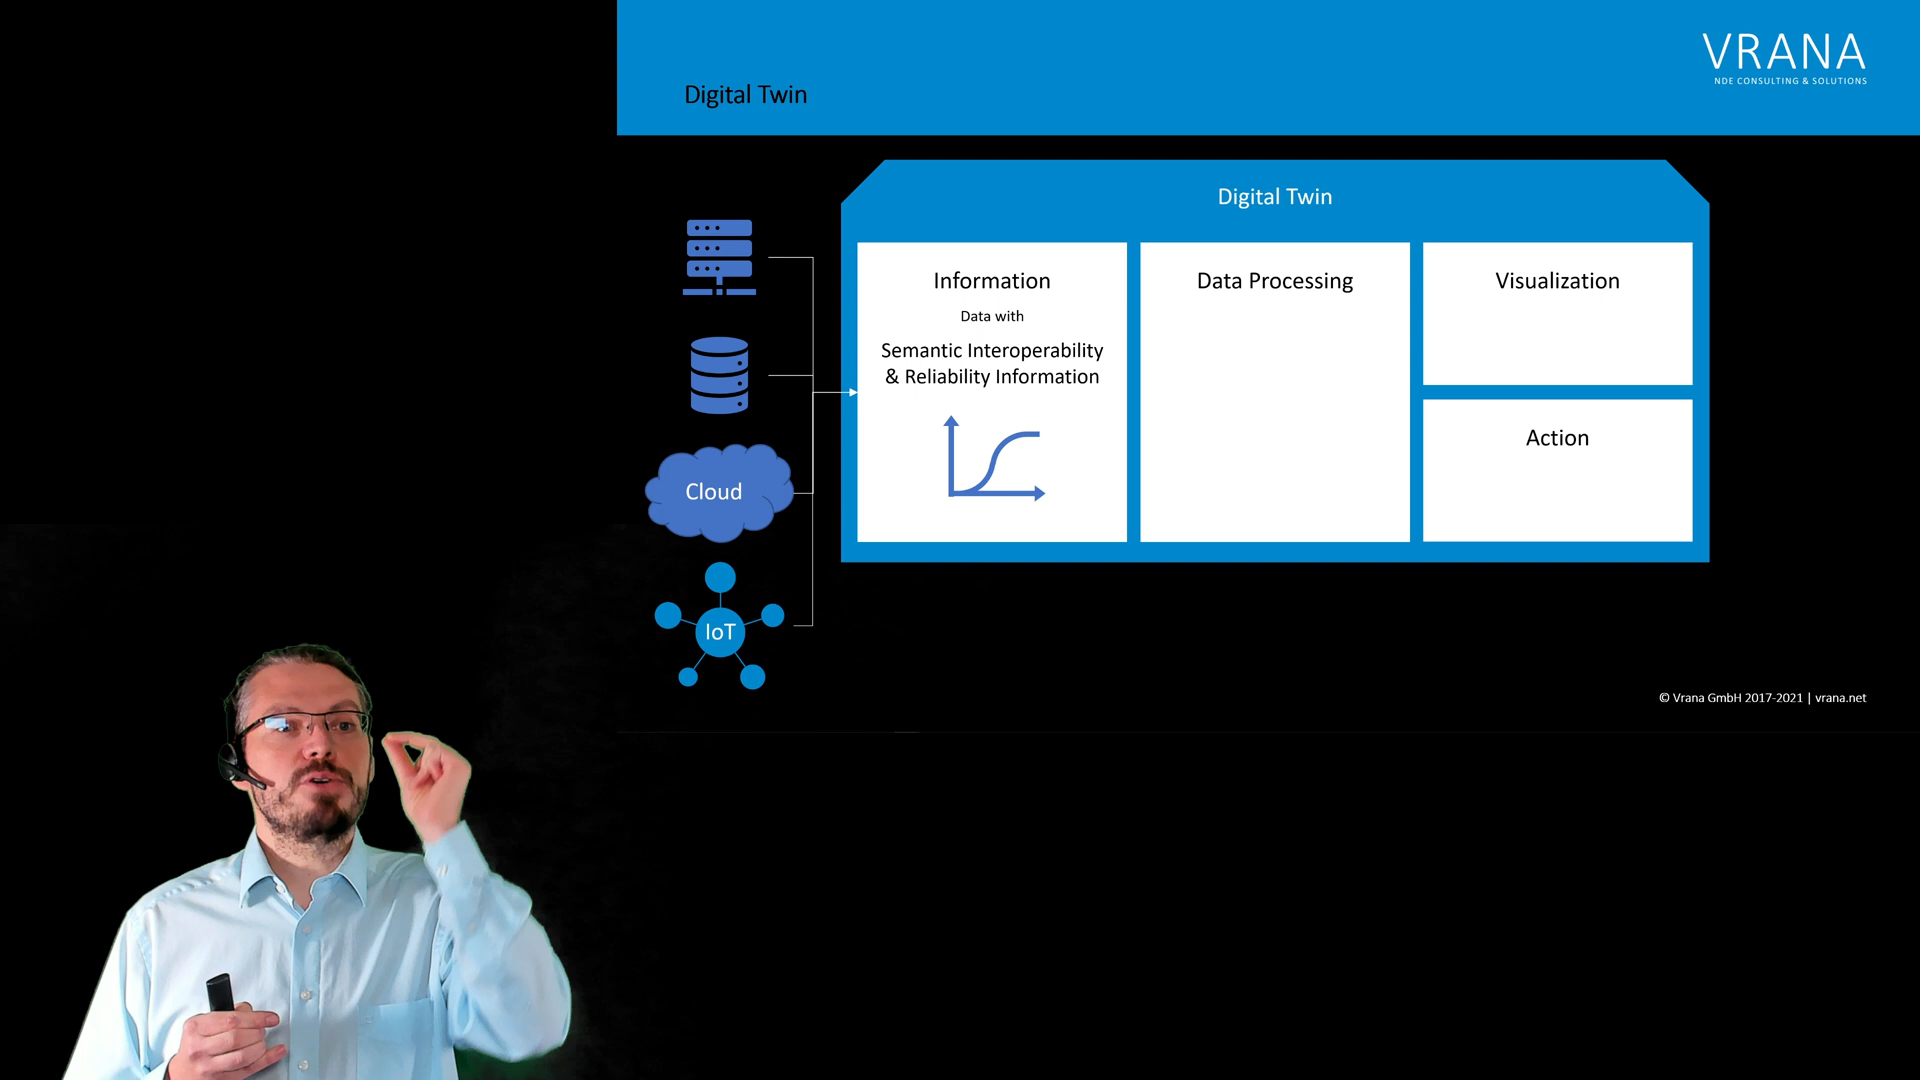 VRANA
NDE CONSULTING & SOLUTIONS
Digital Twin
Digital Twin
Information
Data with
Semantic Interoperability
& Reliability Information
Data Processing
Visualization
Action
Cloud
IoT
© Vrana GmbH 2017-2021 | vrana.net